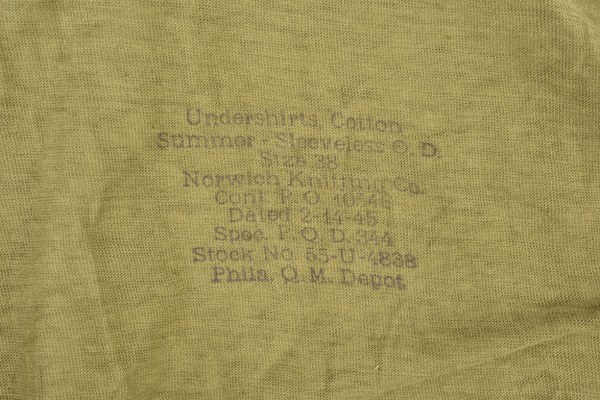 Undershirts, Cotton
Summer - Sleeveless O. D.
38
Norwich Knitting Co.
Cont. P. O. 10546
Dated 2-14-45
Spec. P. Q. D. 344
Stock No. 55-U-4838
Phila. Q. M. Depot